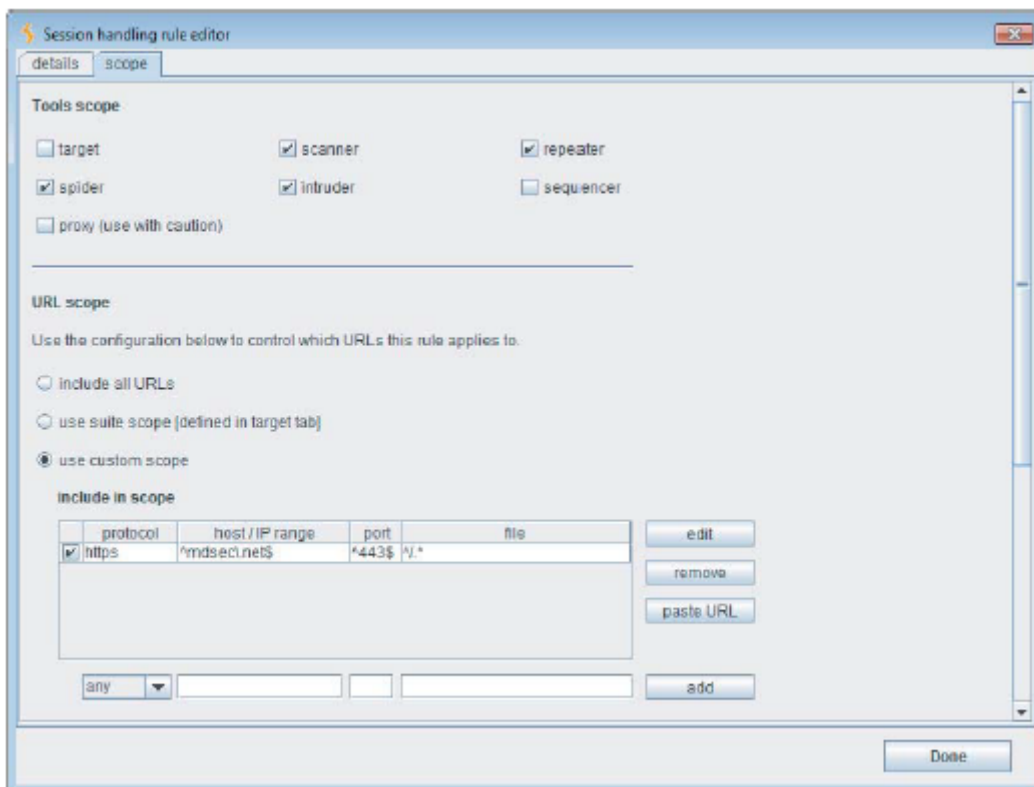 Session handling rule editor
details scope
Tools scope
target scanner repeater
spider intruder sequencer
proxy (use with caution)
URL scope
Use the configuration below to control which URLs this rule applies to.
include all URLs
use suite scope [defined in target tab]
use custom scope
include in scope
protocol host / IP range port file
https ^mdsec\.net$ ^443$ ^/.*
edit
remove
paste URL
any add
Done